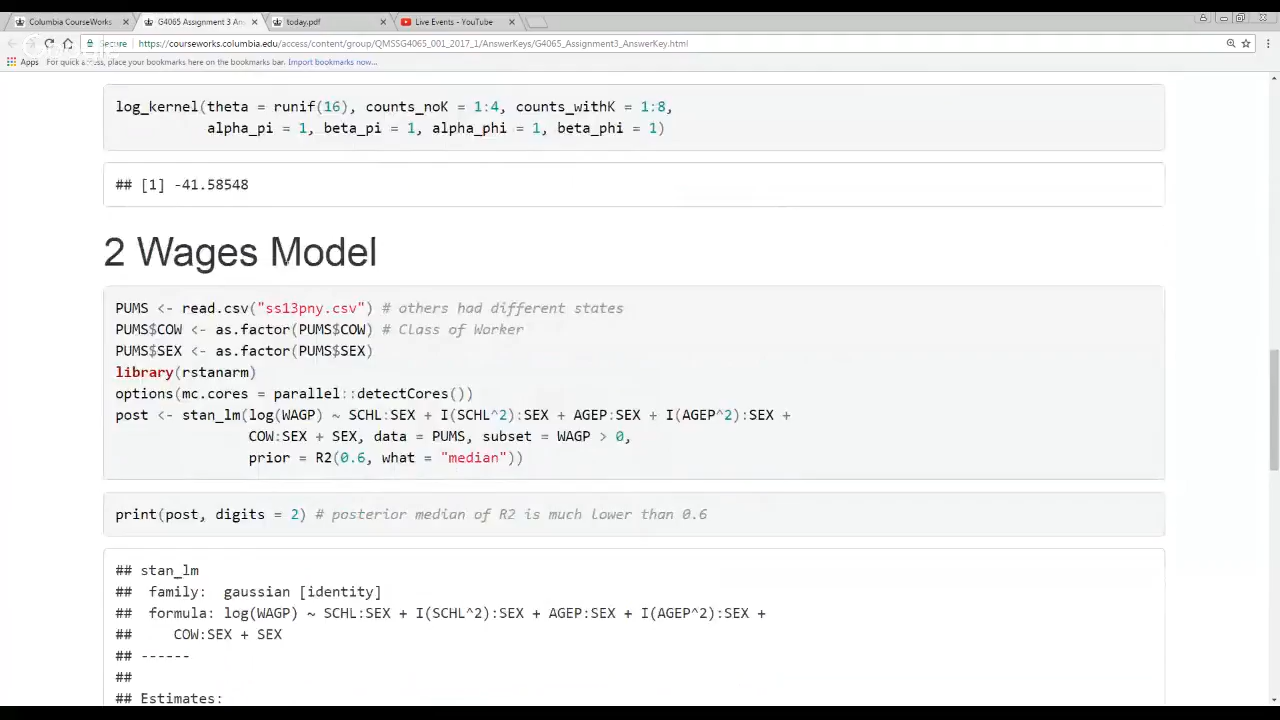 Columbia CourseWorks
G4065 Assignment 3 An
today.pdf
Live Events - YouTube
Secure
https://courseworks.columbia.edu/access/content/group/QMSSG4065_001_2017_1/AnswerKeys/G4065_Assignment3_AnswerKey.html
Apps
For quick access, place your bookmarks here on the bookmarks bar. Import bookmarks now...
log_kernel(theta = runif(16), counts_noK = 1:4, counts_withK = 1:8,
alpha_pi = 1, beta_pi = 1, alpha_phi = 1, beta_phi = 1)
## [1] -41.58548
2 Wages Model
PUMS <- read.csv("ss13pny.csv") # others had different states
PUMS$COW <- as.factor(PUMS$COW) # Class of Worker
PUMS$SEX <- as.factor(PUMS$SEX)
library(rstanarm)
options(mc.cores = parallel::detectCores())
post <- stan_lm(log(WAGP) ~ SCHL:SEX + I(SCHL^2):SEX + AGEP:SEX + I(AGEP^2):SEX +
COW:SEX + SEX, data = PUMS, subset = WAGP > 0,
prior = R2(0.6, what = "median"))
print(post, digits = 2) # posterior median of R2 is much lower than 0.6
## stan_lm
## family: gaussian [identity]
## formula: log(WAGP) ~ SCHL:SEX + I(SCHL^2):SEX + AGEP:SEX + I(AGEP^2):SEX +
## COW:SEX + SEX
## ------
##
## Estimates: